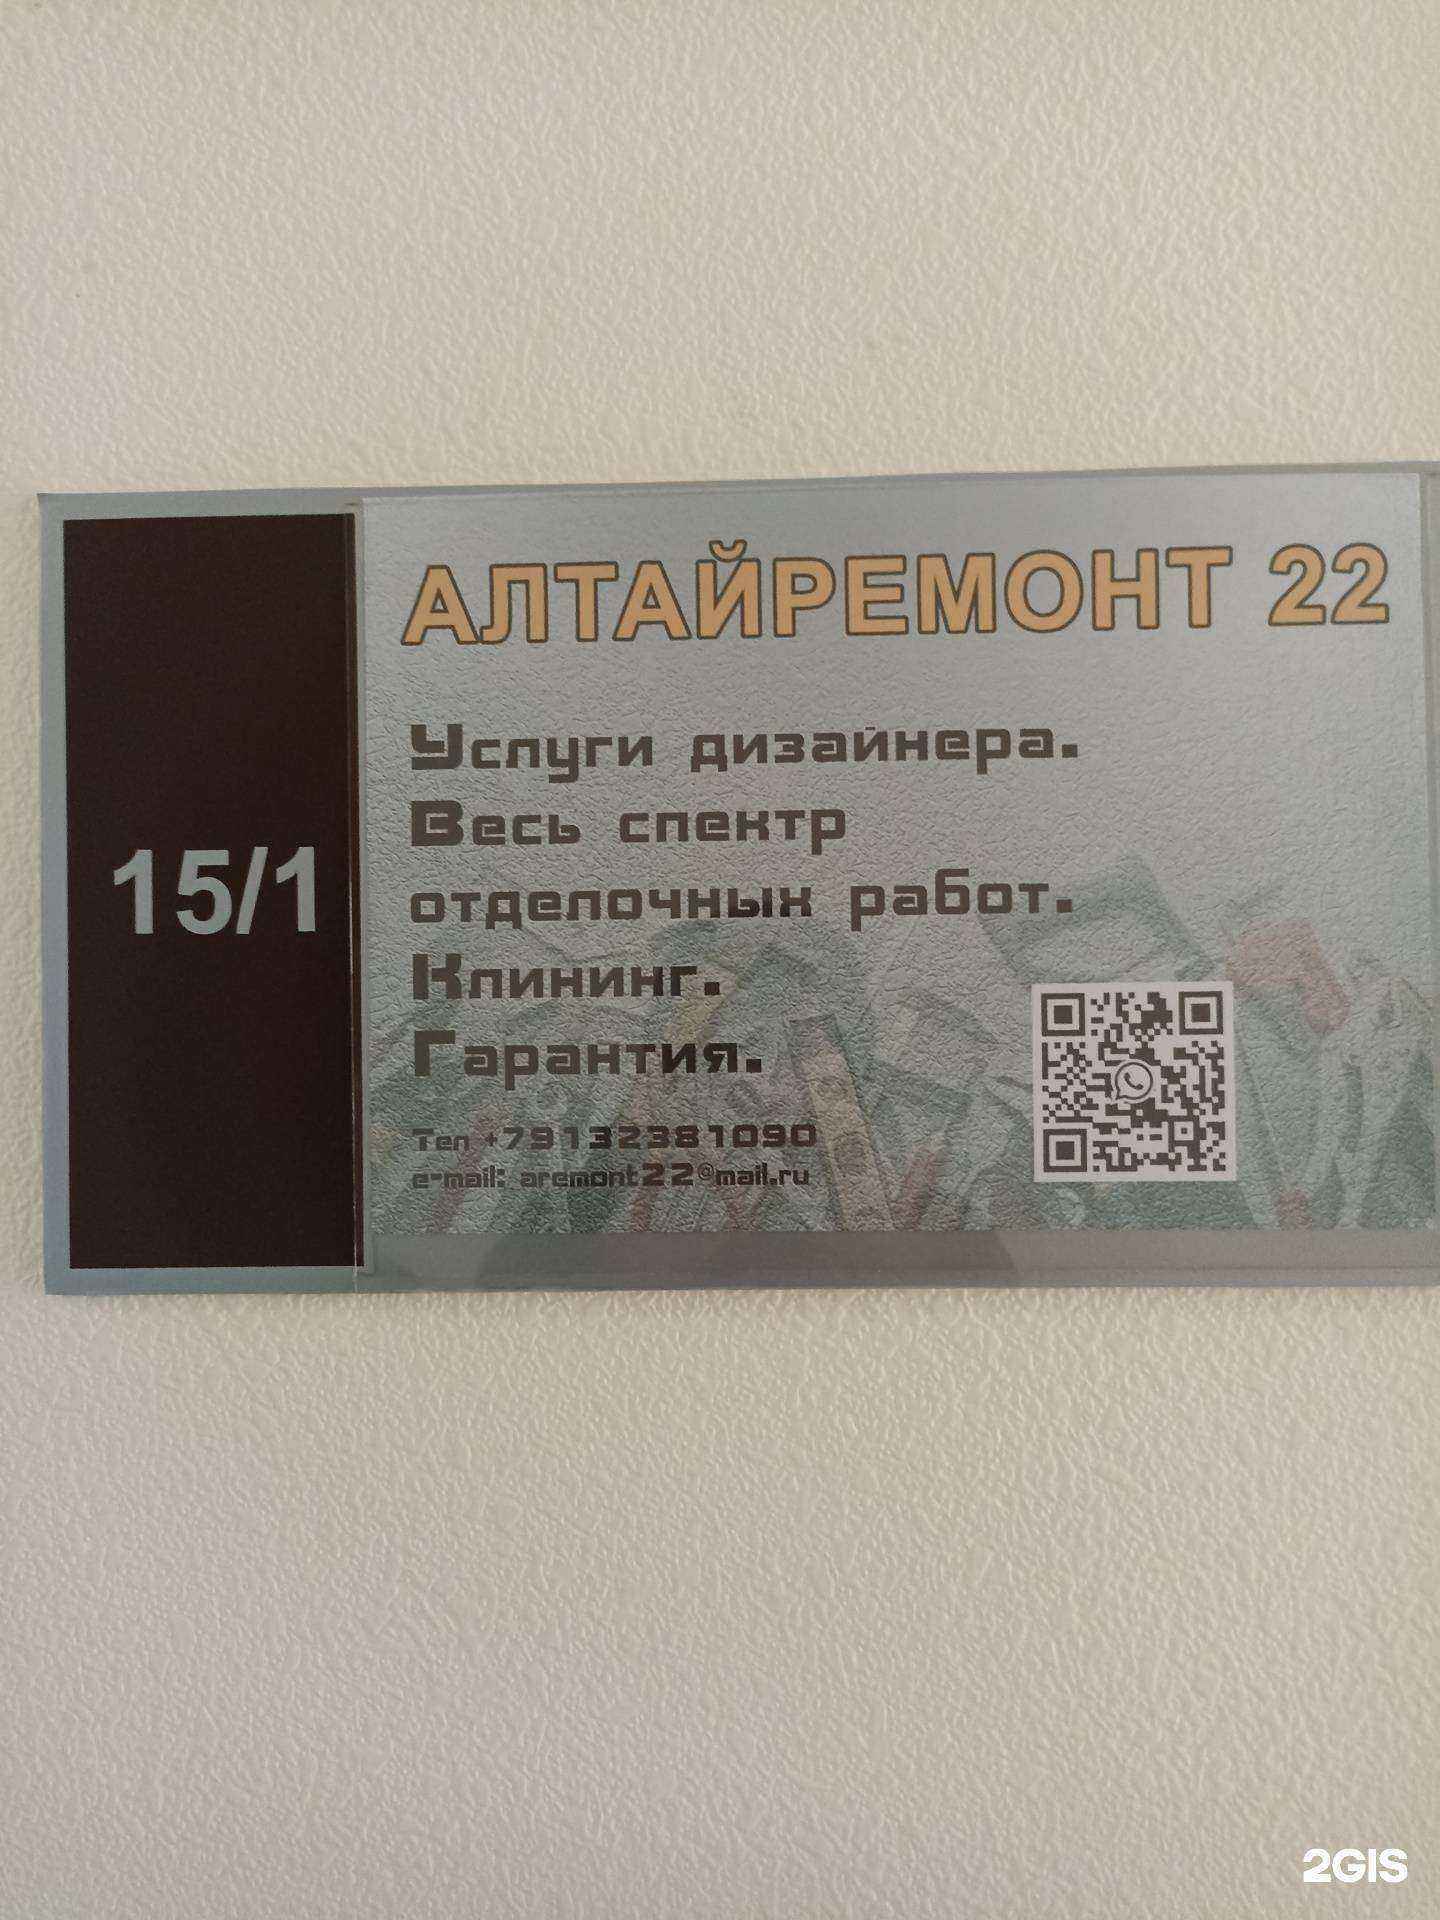 АЛТАЙРЕМОНТ 22
Услуги дизайнера.
Весь спектр
отделочных работ.
Клининг.
Гарантия.
15/1
Тел +79132381090
e-mail: aremont22@mail.ru
2GIS